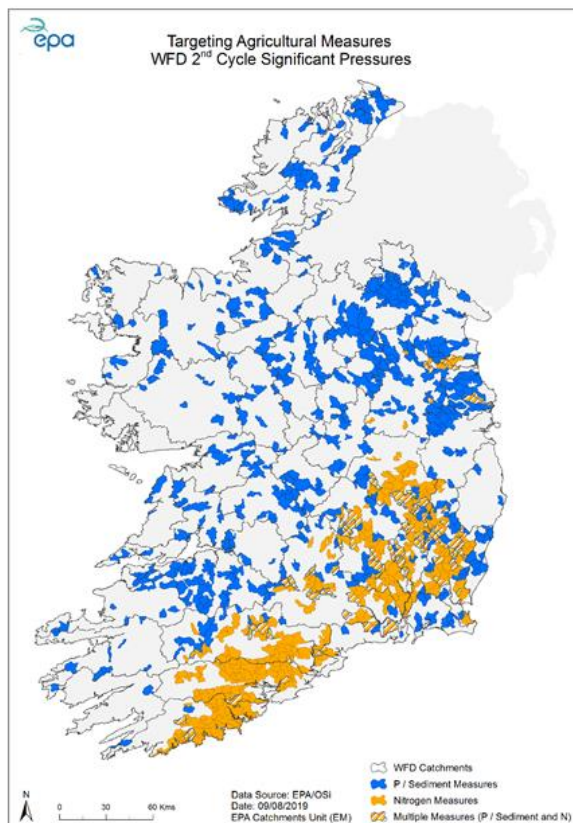 epa
Targeting Agricultural Measures
WFD 2nd Cycle Significant Pressures
N
0 30 60 Kms
Data Source: EPA/OSi
Date: 09/08/2019
EPA Catchments Unit (EM)
WFD Catchments
P / Sediment Measures
Nitrogen Measures
Multiple Measures (P / Sediment and N)